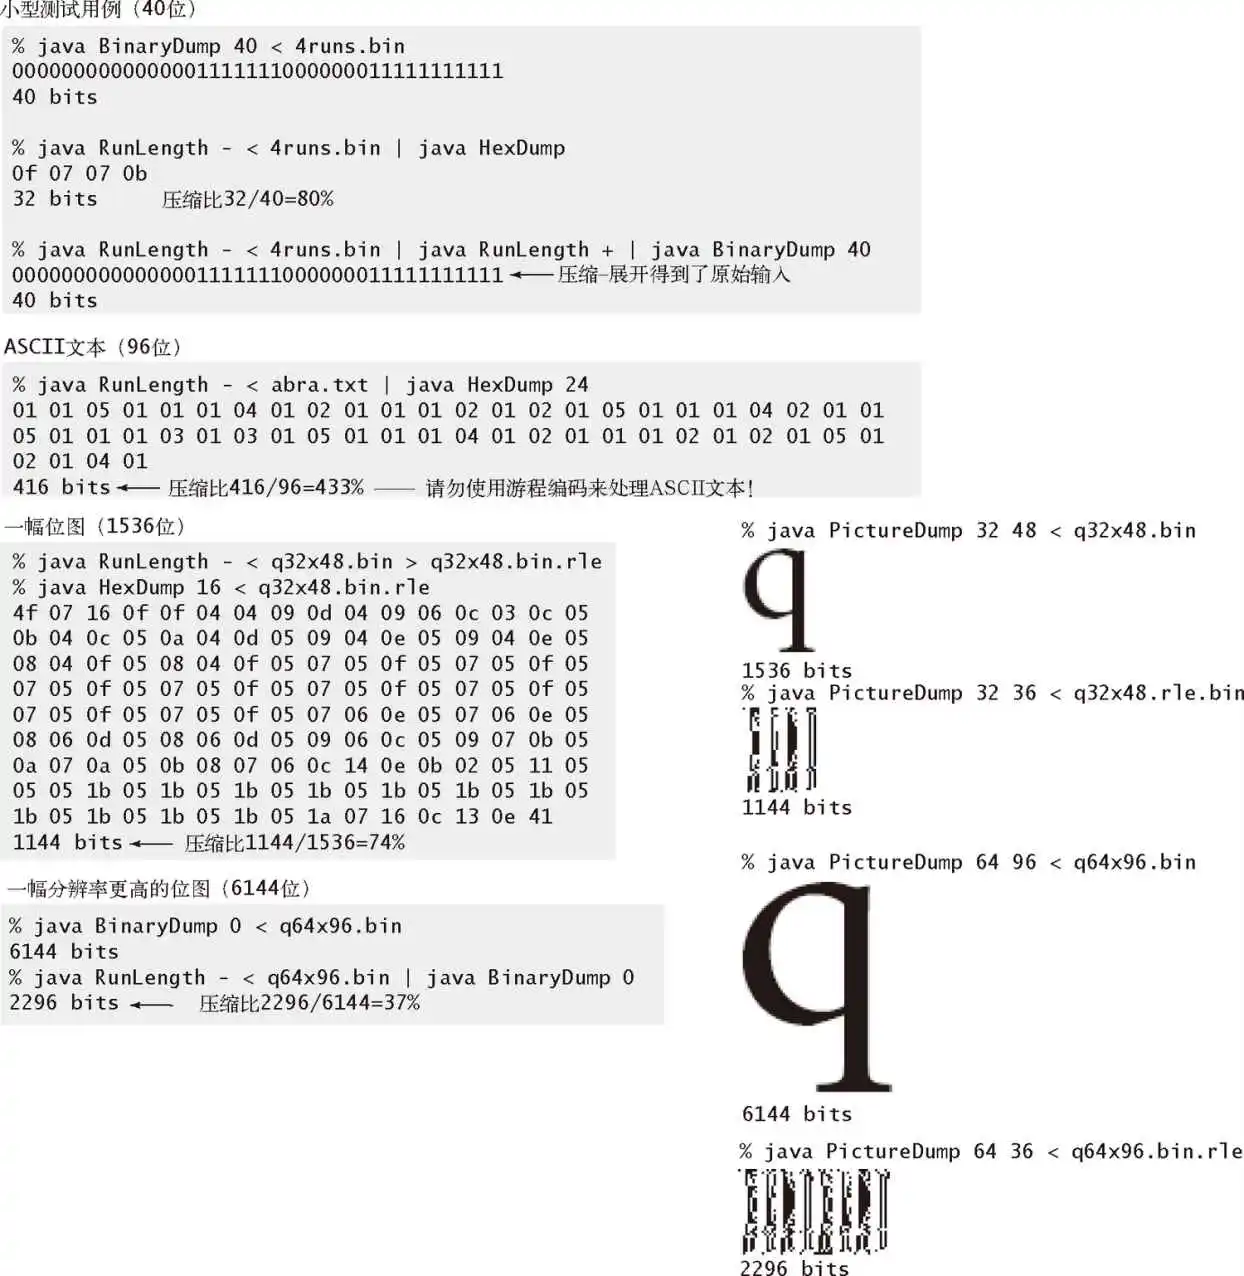 小型测试用例（40位）
% java BinaryDump 40 < 4runs.bin
0000000000000001111111000000011111111111
40 bits
% java RunLength - < 4runs.bin | java HexDump
0f 07 07 0b
32 bits 压缩比32/40=80%
% java RunLength - < 4runs.bin | java RunLength + | java BinaryDump 40
0000000000000001111111000000011111111111 压缩-展开得到了原始输入
40 bits
ASCII文本（96位）
% java RunLength - < abra.txt | java HexDump 24
01 01 05 01 01 01 04 01 02 01 01 01 02 01 02 01 05 01 01 01 04 02 01 01
05 01 01 01 03 01 03 01 05 01 01 01 04 01 02 01 01 01 02 01 02 01 05 01
02 01 04 01
416 bits 压缩比416/96=433% —— 请勿使用游程编码来处理ASCII文本！
一幅位图（1536位）
% java RunLength - < q32x48.bin > q32x48.bin.rle
% java HexDump 16 < q32x48.bin.rle
4f 07 16 0f 0f 04 04 09 0d 04 09 06 0c 03 0c 05
0b 04 0c 05 0a 04 0d 05 09 04 0e 05 09 04 0e 05
08 04 0f 05 08 04 0f 05 07 05 0f 05 07 05 0f 05
07 05 0f 05 07 05 0f 05 07 05 0f 05 07 05 0f 05
07 05 0f 05 07 05 0f 05 07 06 0e 05 07 06 0e 05
08 06 0d 05 08 06 0d 05 09 06 0c 05 09 07 0b 05
0a 07 0a 05 0b 08 07 06 0c 14 0e 0b 02 05 11 05
05 05 1b 05 1b 05 1b 05 1b 05 1b 05 1b 05 1b 05
1b 05 1b 05 1b 05 1b 05 1a 07 16 0c 13 0e 41
1144 bits 压缩比1144/1536=74%
一幅分辨率更高的位图（6144位）
% java BinaryDump 0 < q64x96.bin
6144 bits
% java RunLength - < q64x96.bin | java BinaryDump 0
2296 bits 压缩比2296/6144=37%
% java PictureDump 32 48 < q32x48.bin
1536 bits
% java PictureDump 32 36 < q32x48.rle.bin
1144 bits
% java PictureDump 64 96 < q64x96.bin
6144 bits
% java PictureDump 64 36 < q64x96.bin.rle
2296 bits